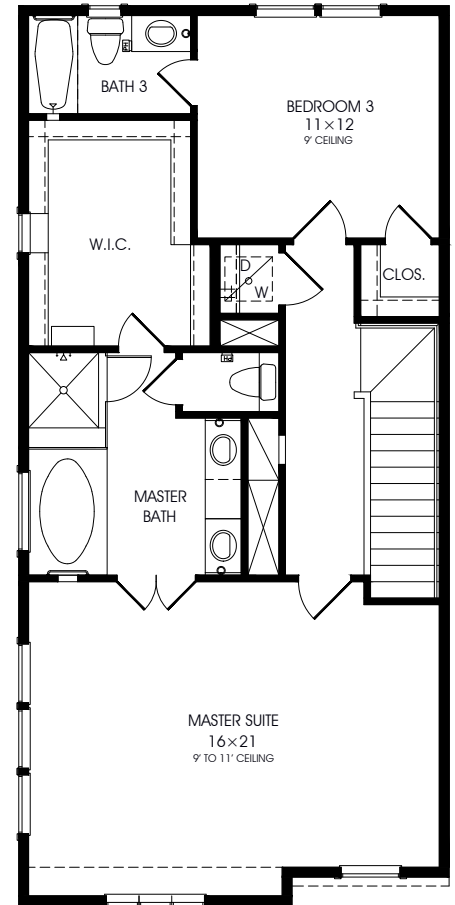 BATH 3
BEDROOM 3
11×12
9' CEILING
W.I.C.
D
W
CLOS.
MASTER
BATH
MASTER SUITE
16×21
9' TO 11' CEILING